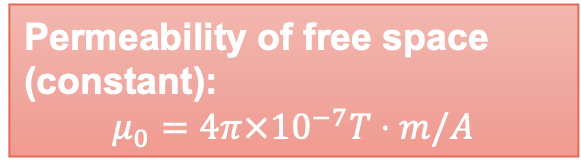 Permeability of free space
(constant):
μ₀ = 4π×10⁻⁷T · m/A